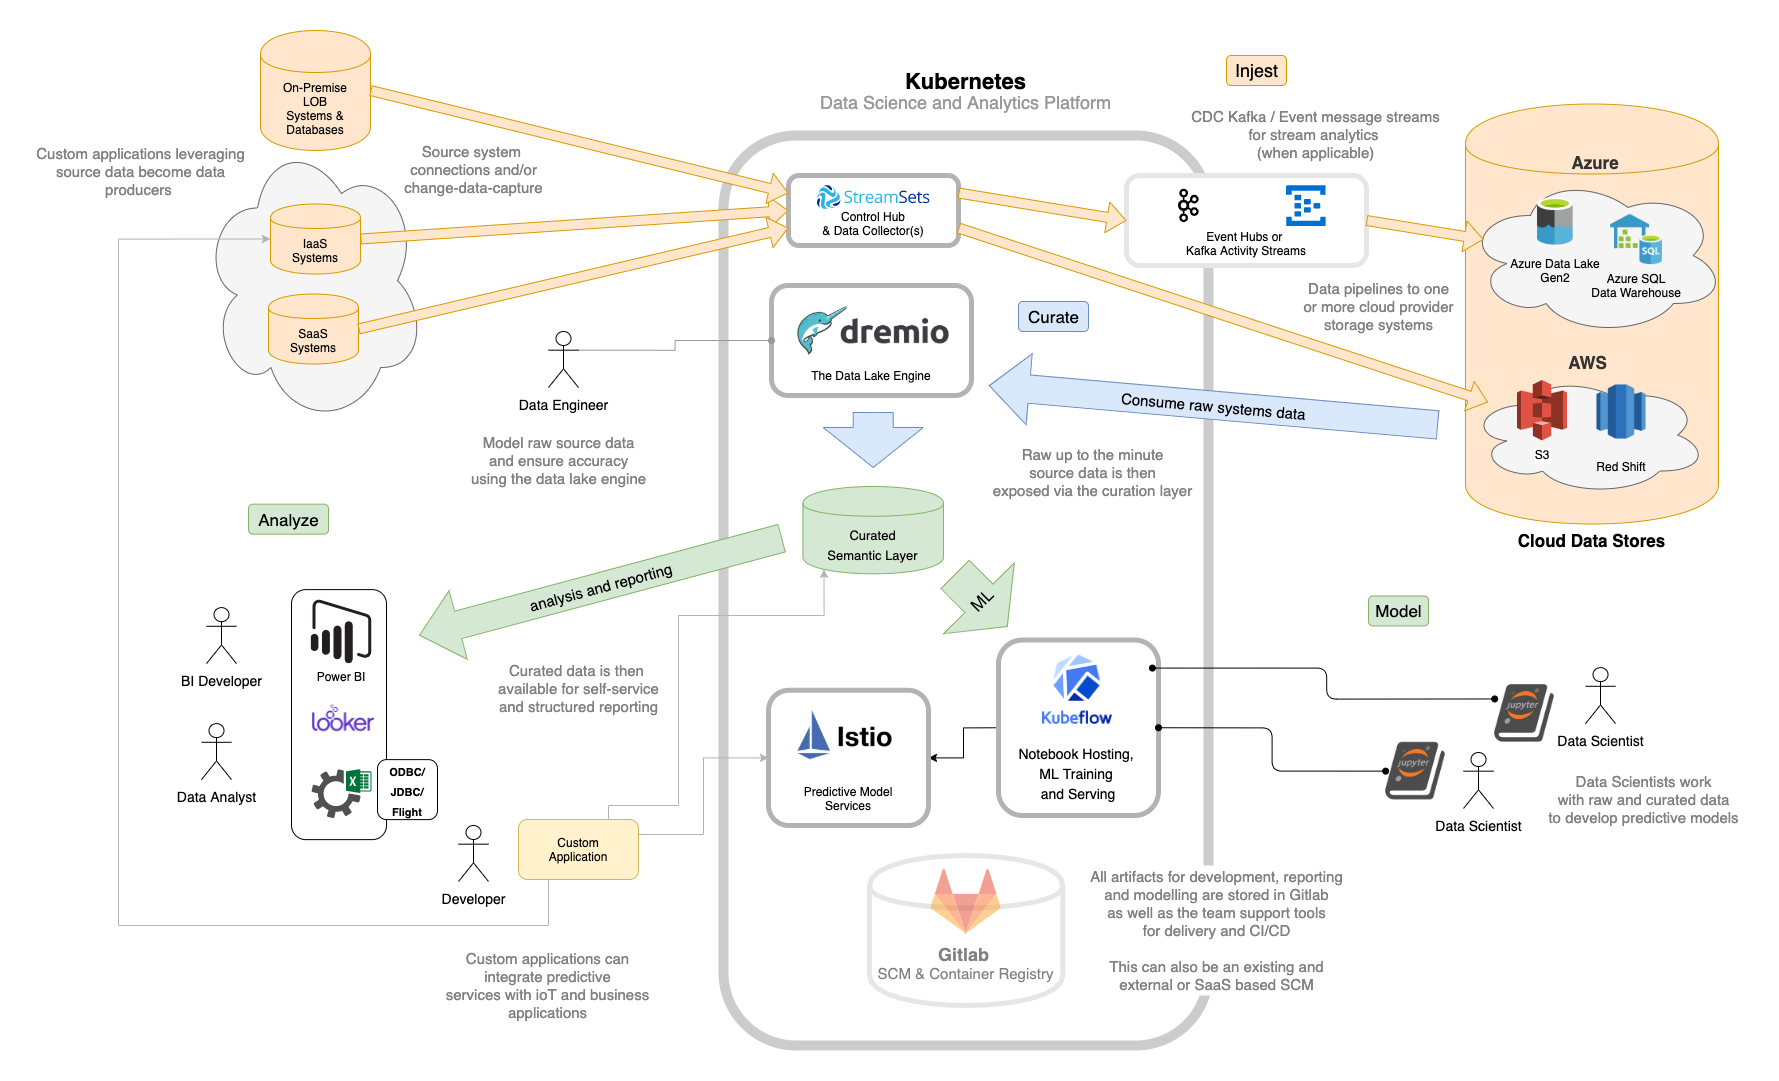 On-Premise
LOB
Systems &
Databases
Custom applications leveraging
source data become data
producers
Source system
connections and/or
change-data-capture
IaaS
Systems
SaaS
Systems
Kubernetes
Data Science and Analytics Platform
StreamSets
Control Hub
& Data Collector(s)
Injest
CDC Kafka / Event message streams
for stream analytics
(when applicable)
Event Hubs or
Kafka Activity Streams
Data pipelines to one
or more cloud provider
storage systems
Azure
Azure Data Lake
Gen2
SQL
Azure SQL
Data Warehouse
AWS
S3
Red Shift
Cloud Data Stores
dremio
The Data Lake Engine
Curate
Consume raw systems data
Raw up to the minute
source data is then
exposed via the curation layer
Data Engineer
Model raw source data
and ensure accuracy
using the data lake engine
Curated
Semantic Layer
Analyze
analysis and reporting
ML
Model
BI Developer
Data Analyst
Power BI
looker
X
ODBC/
JDBC/
Flight
Curated data is then
available for self-service
and structured reporting
Istio
Predictive Model
Services
Kubeflow
Notebook Hosting,
ML Training
and Serving
jupyter
Data Scientist
jupyter
Data Scientist
Data Scientists work
with raw and curated data
to develop predictive models
Developer
Custom
Application
Custom applications can
integrate predictive
services with ioT and business
applications
Gitlab
SCM & Container Registry
All artifacts for development, reporting
and modelling are stored in Gitlab
as well as the team support tools
for delivery and CI/CD
This can also be an existing and
external or SaaS based SCM